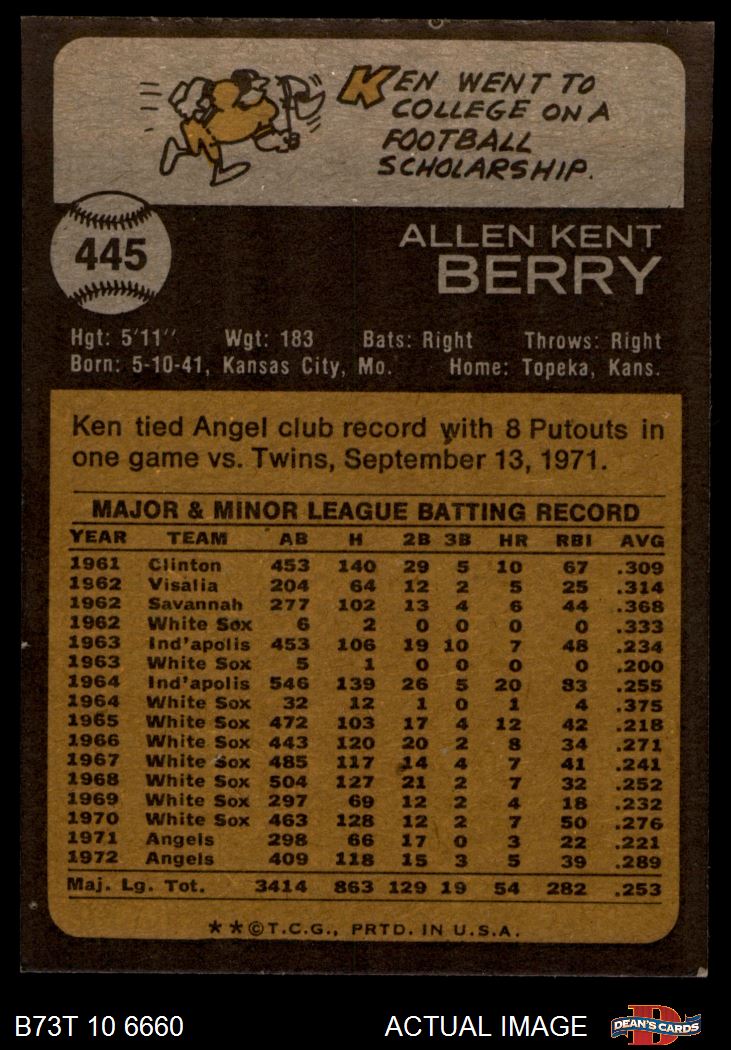 KEN WENT TO
COLLEGE ON A
FOOTBALL
SCHOLARSHIP.
445
ALLEN KENT
BERRY
Hgt: 5'11" Wgt: 183 Bats: Right Throws: Right
Born: 5-10-41, Kansas City, Mo. Home: Topeka, Kans.
Ken tied Angel club record with 8 Putouts in
one game vs. Twins, September 13, 1971.
MAJOR & MINOR LEAGUE BATTING RECORD
YEAR TEAM AB H 2B 3B HR RBI AVG
1961 Clinton 453 140 29 5 10 67 .309
1962 Visalia 204 64 12 2 5 25 .314
1962 Savannah 277 102 13 4 6 44 .368
1962 White Sox 6 2 0 0 0 0 .333
1963 Ind'apolis 453 106 19 10 7 48 .234
1963 White Sox 5 1 0 0 0 0 .200
1964 Ind'apolis 546 139 26 5 20 83 .255
1964 White Sox 32 12 1 0 1 4 .375
1965 White Sox 472 103 17 4 12 42 .218
1966 White Sox 443 120 20 2 8 34 .271
1967 White Sox 485 117 14 4 7 41 .241
1968 White Sox 504 127 21 2 7 32 .252
1969 White Sox 297 69 12 2 4 18 .232
1970 White Sox 463 128 12 2 7 50 .276
1971 Angels 298 66 17 0 3 22 .221
1972 Angels 409 118 15 3 5 39 .289
Maj. Lg. Tot. 3414 863 129 19 54 282 .253
**©T.C.G., PRTD. IN U.S.A.
B73T 10 6660 ACTUAL IMAGE DEAN'S CARDS